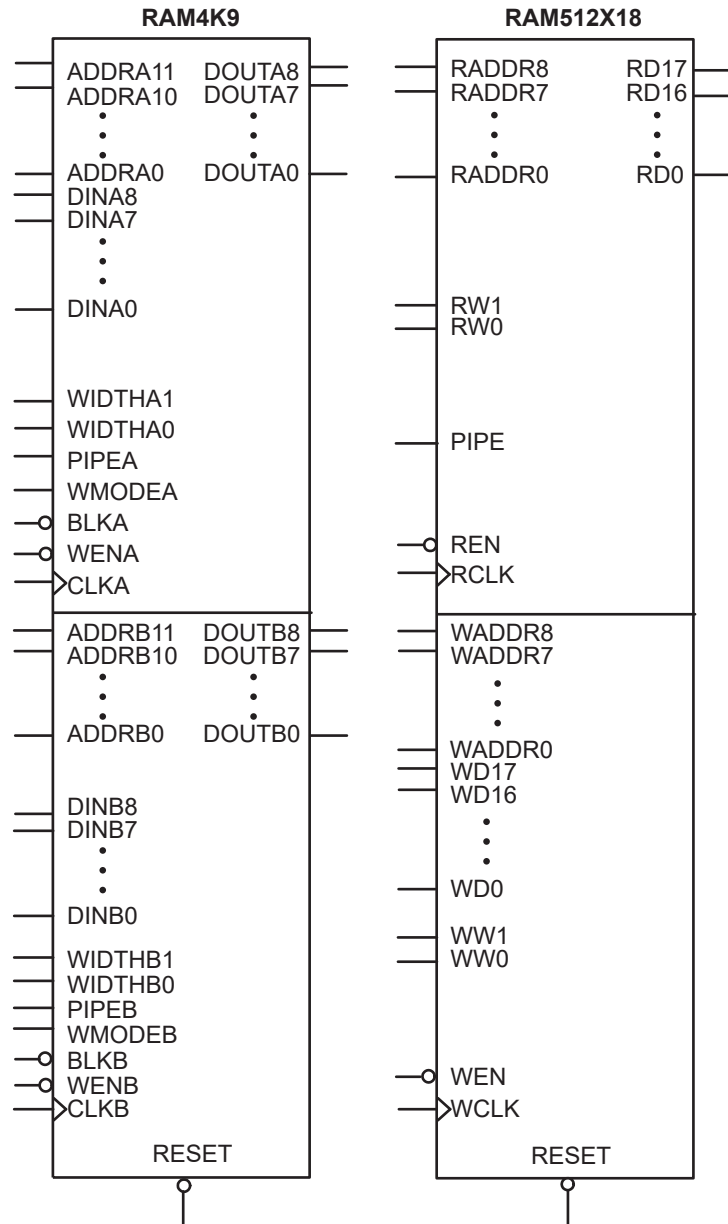 RAM4K9
ADDRA11 DOUTA8
ADDRA10 DOUTA7
ADDRA0 DOUTA0
DINA8
DINA7
DINA0
WIDTHA1
WIDTHA0
PIPEA
WMODEA
BLKA
WENA
CLKA
ADDRB11 DOUTB8
ADDRB10 DOUTB7
ADDRB0 DOUTB0
DINB8
DINB7
DINB0
WIDTHB1
WIDTHB0
PIPEB
WMODEB
BLKB
WENB
CLKB
RESET
RAM512X18
RADDR8 RD17
RADDR7 RD16
RADDR0 RD0
RW1
RW0
PIPE
REN
RCLK
WADDR8
WADDR7
WADDR0
WD17
WD16
WD0
WW1
WW0
WEN
WCLK
RESET